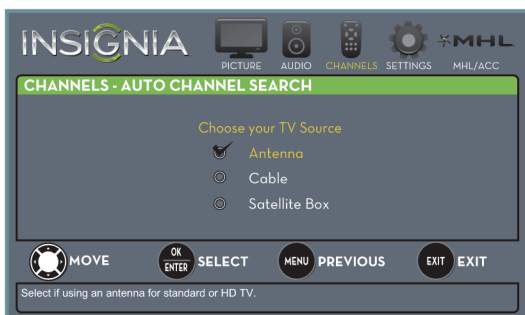 INSIGNIA
PICTURE AUDIO CHANNELS SETTINGS MHL MHL/ACC
CHANNELS - AUTO CHANNEL SEARCH
Choose your TV Source
Antenna
Cable
Satellite Box
MOVE OK ENTER SELECT MENU PREVIOUS EXIT EXIT
Select if using an antenna for standard or HD TV.